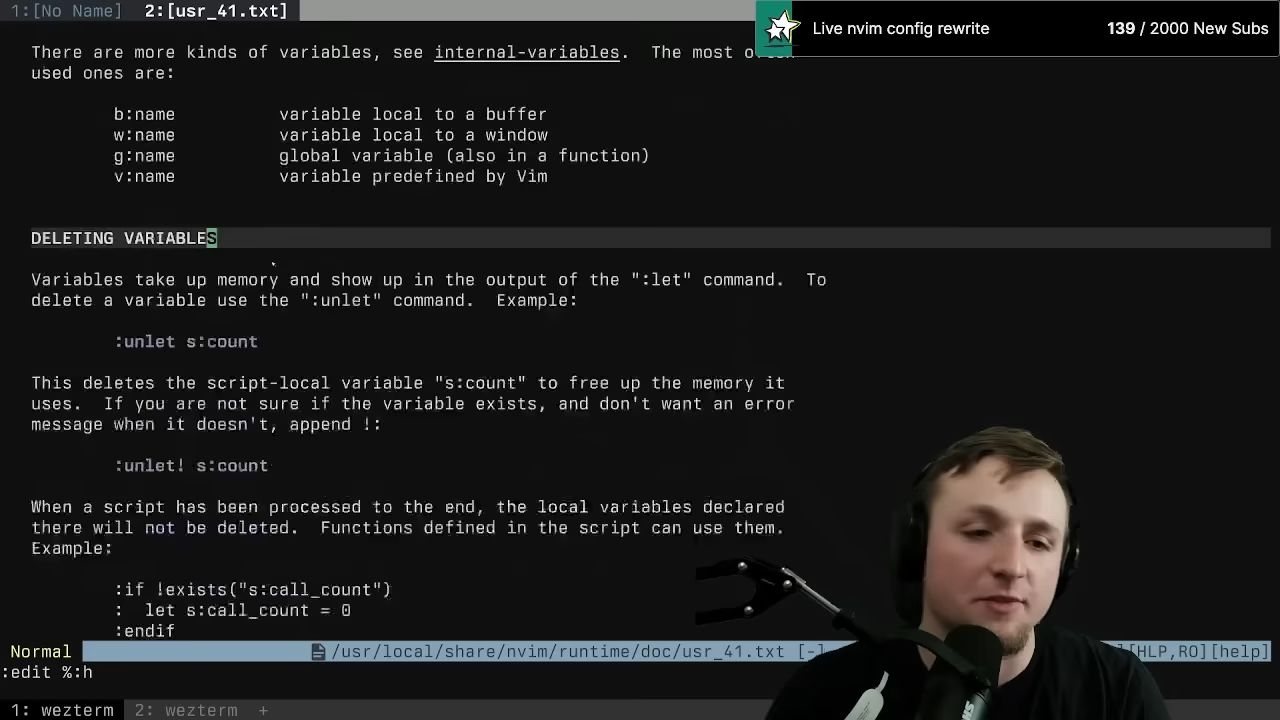 1:[No Name]  2:[usr_41.txt]
Live nvim config rewrite 139 / 2000 New Subs
There are more kinds of variables, see internal-variables.  The most
used ones are:
b:name          variable local to a buffer
w:name          variable local to a window
g:name          global variable (also in a function)
v:name          variable predefined by Vim
DELETING VARIABLES
Variables take up memory and show up in the output of the ":let" command.  To
delete a variable use the ":unlet" command.  Example:
:unlet s:count
This deletes the script-local variable "s:count" to free up the memory it
uses.  If you are not sure if the variable exists, and don't want an error
message when it doesn't, append !:
:unlet! s:count
When a script has been processed to the end, the local variables declared
there will not be deleted.  Functions defined in the script can use them.
Example:
:if !exists("s:call_count")
:  let s:call_count = 0
:endif
Normal /usr/local/share/nvim/runtime/doc/usr_41.txt [-] [HLP,RO][help]
:edit %:h
1: wezterm  2: wezterm  +